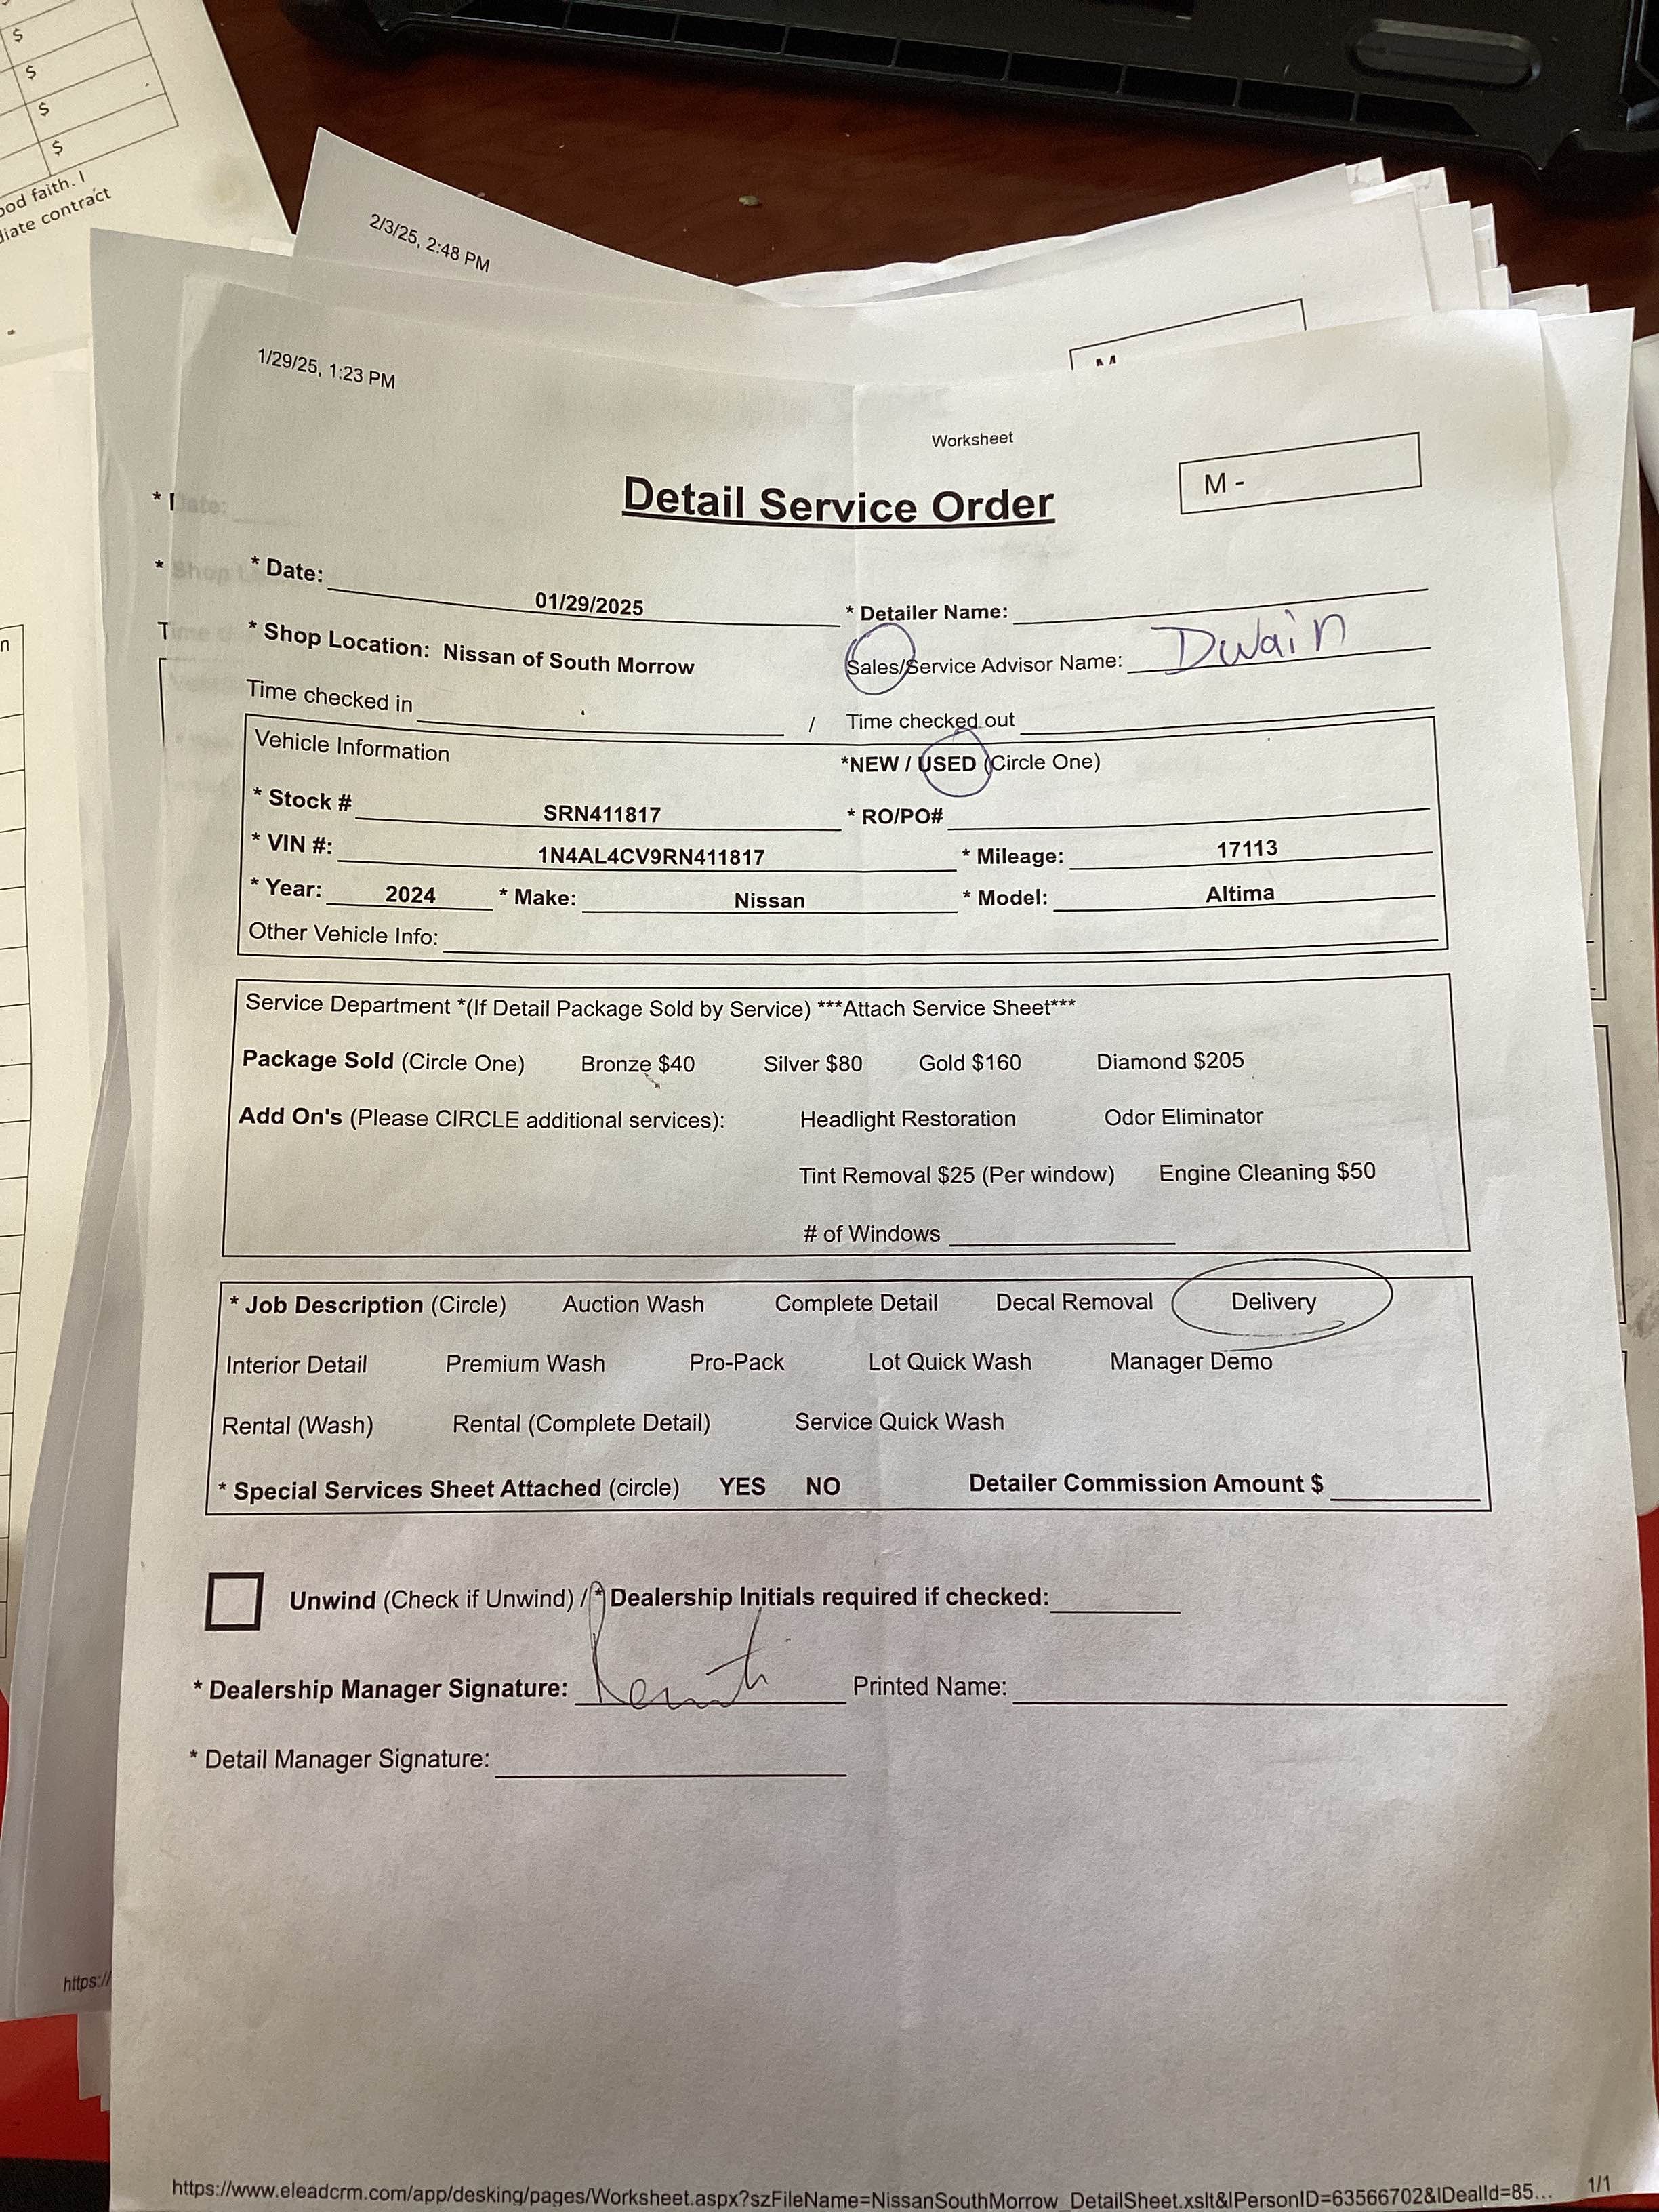 $
$
$
$
ood faith. I
diate contract
2/3/25, 2:48 PM
1/29/25, 1:23 PM
Worksheet
M -
Detail Service Order
* Date: 01/29/2025 * Detailer Name:
* Shop Location: Nissan of South Morrow Sales/Service Advisor Name: Dwain
Time checked in / Time checked out
Vehicle Information *NEW / USED (Circle One)
* Stock # SRN411817 * RO/PO#
* VIN #: 1N4AL4CV9RN411817 * Mileage: 17113
* Year: 2024 * Make: Nissan * Model: Altima
Other Vehicle Info:
Service Department *(If Detail Package Sold by Service) ***Attach Service Sheet***
Package Sold (Circle One) Bronze $40 Silver $80 Gold $160 Diamond $205
Add On's (Please CIRCLE additional services): Headlight Restoration Odor Eliminator
Tint Removal $25 (Per window) Engine Cleaning $50
# of Windows
* Job Description (Circle) Auction Wash Complete Detail Decal Removal Delivery
Interior Detail Premium Wash Pro-Pack Lot Quick Wash Manager Demo
Rental (Wash) Rental (Complete Detail) Service Quick Wash
* Special Services Sheet Attached (circle) YES NO Detailer Commission Amount $
Unwind (Check if Unwind) / * Dealership Initials required if checked:
* Dealership Manager Signature: Printed Name:
* Detail Manager Signature:
https://
https://www.eleadcrm.com/app/desking/pages/Worksheet.aspx?szFileName=NissanSouthMorrow_DetailSheet.xslt&lPersonID=63566702&lDealId=85... 1/1